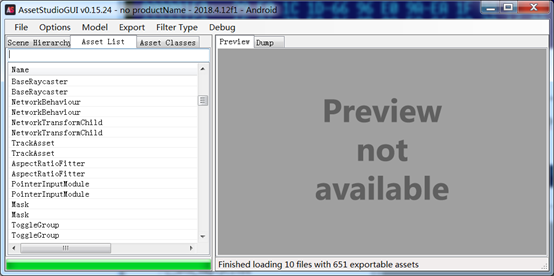 AssetStudioGUI v0.15.24 - no productName - 2018.4.12f1 - Android
File Options Model Export Filter Type Debug
Scene Hierarchy Asset List Asset Classes
Preview Dump
Name
BaseRaycaster
BaseRaycaster
NetworkBehaviour
NetworkBehaviour
NetworkTransformChild
NetworkTransformChild
TrackAsset
TrackAsset
AspectRatioFitter
AspectRatioFitter
PointerInputModule
PointerInputModule
Mask
Mask
ToggleGroup
ToggleGroup
Preview
not
available
Finished loading 10 files with 651 exportable assets